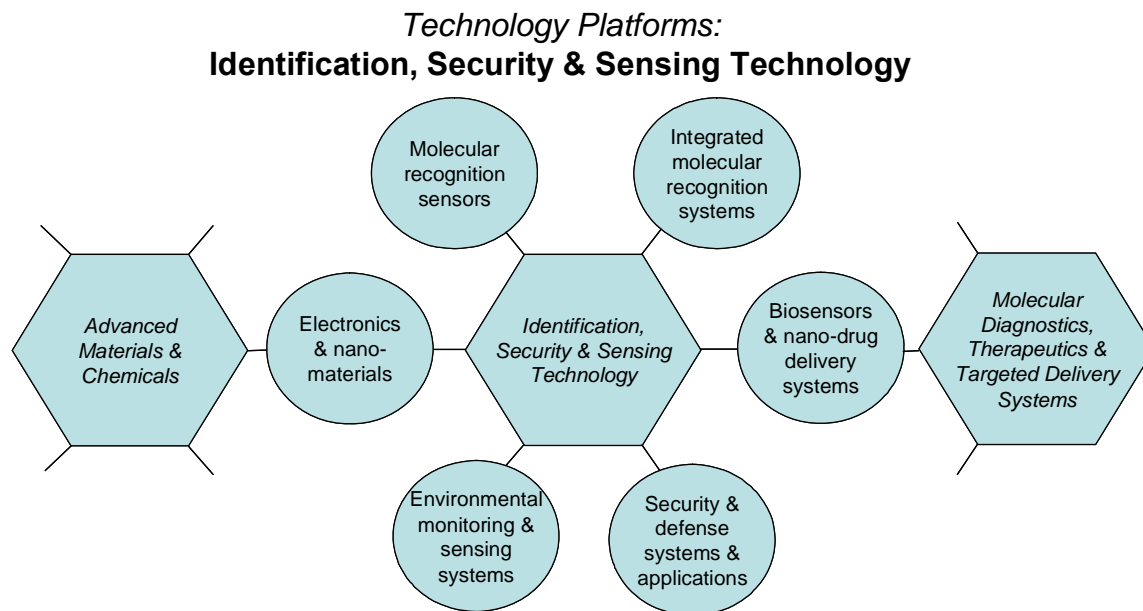 Technology Platforms:
Identification, Security & Sensing Technology
Molecular
recognition
sensors
Integrated
molecular
recognition
systems
Advanced
Materials &
Chemicals
Electronics
& nano-
materials
Identification,
Security & Sensing
Technology
Biosensors
& nano-drug
delivery
systems
Molecular
Diagnostics,
Therapeutics &
Targeted Delivery
Systems
Environmental
monitoring &
sensing
systems
Security &
defense
systems &
applications